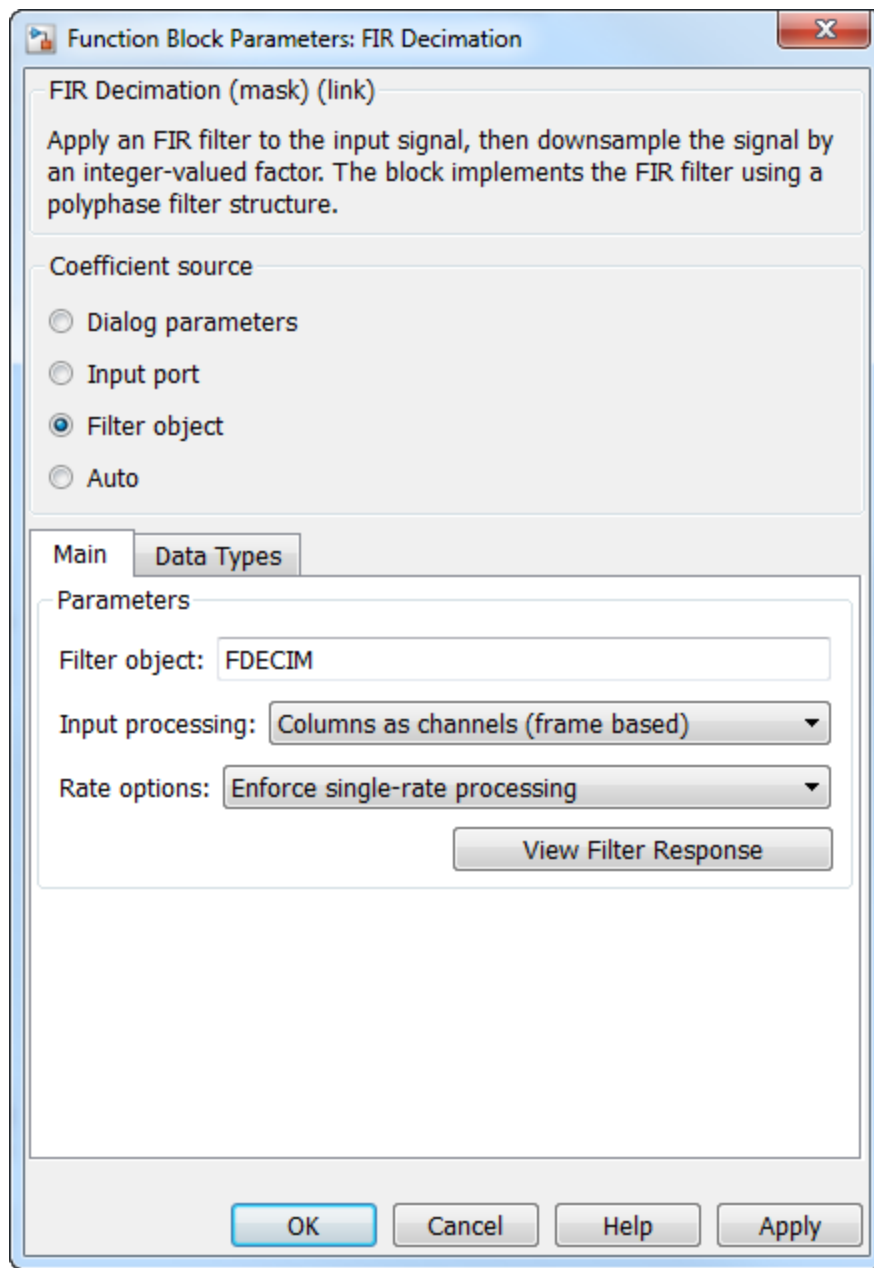 Function Block Parameters: FIR Decimation
FIR Decimation (mask) (link)
Apply an FIR filter to the input signal, then downsample the signal by
an integer-valued factor. The block implements the FIR filter using a
polyphase filter structure.
Coefficient source
Dialog parameters
Input port
Filter object
Auto
Main Data Types
Parameters
Filter object: FDECIM
Input processing: Columns as channels (frame based)
Rate options: Enforce single-rate processing
View Filter Response
OK Cancel Help Apply